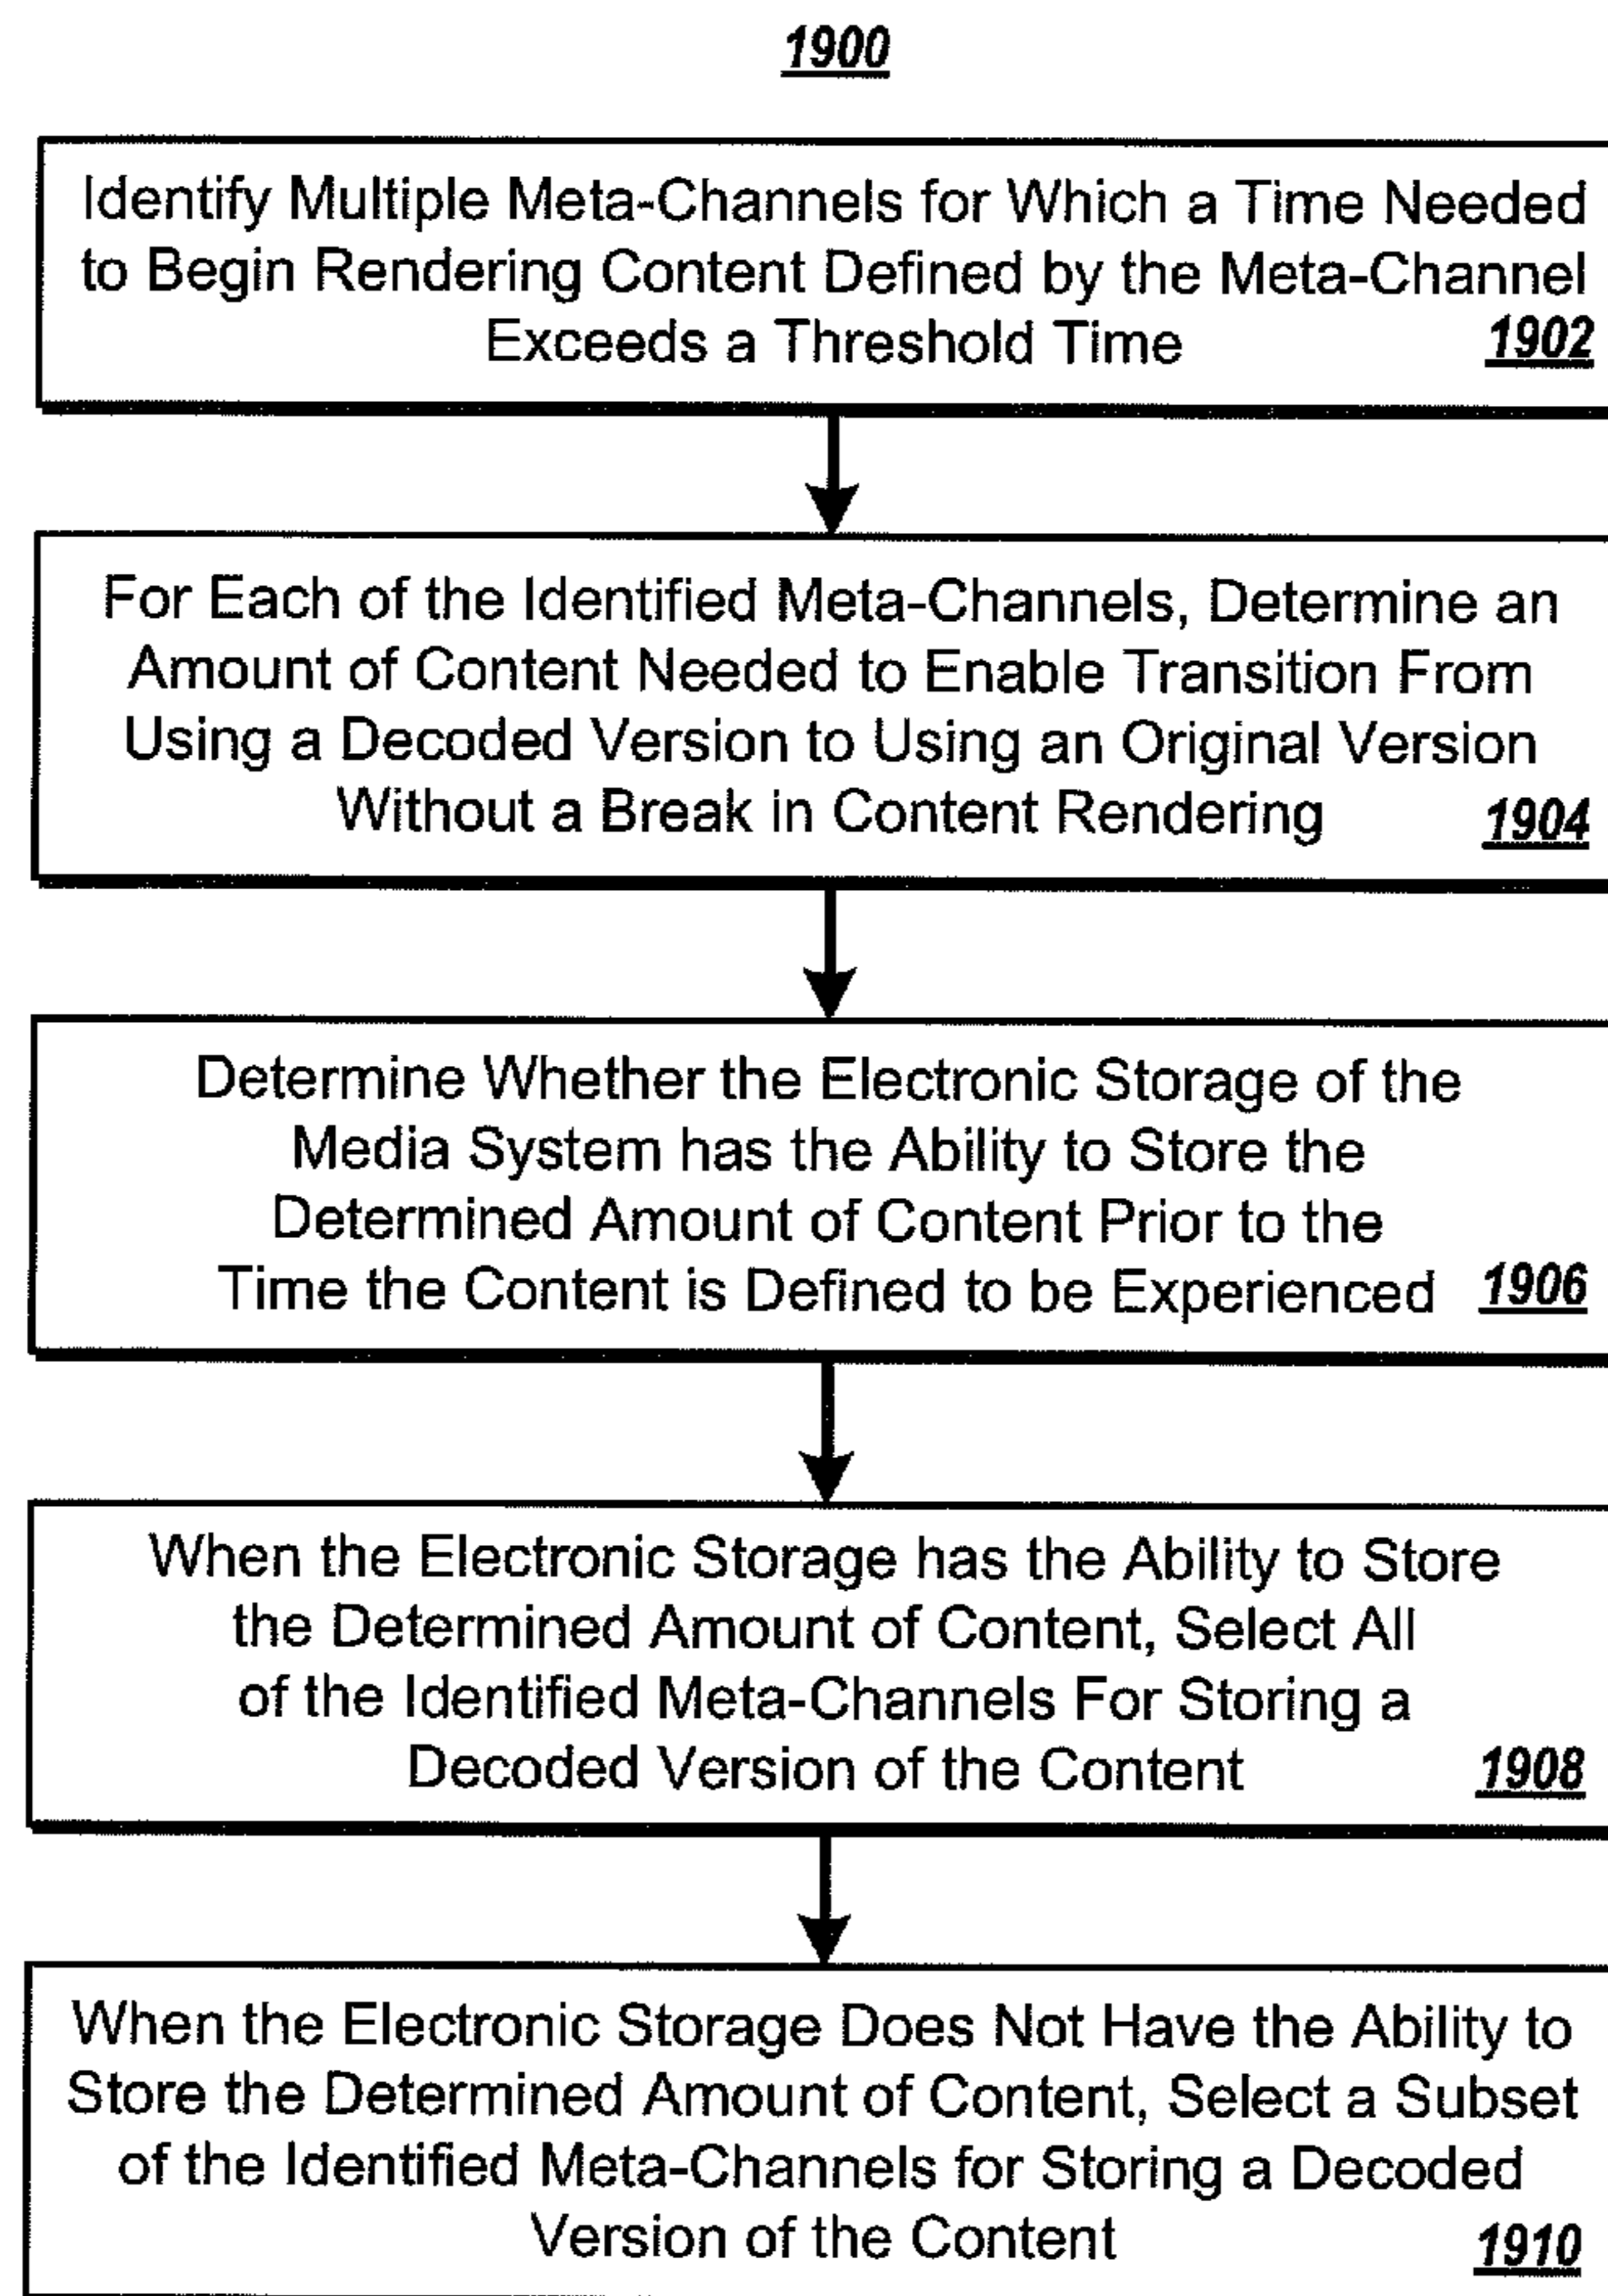 1900
Identify Multiple Meta-Channels for Which a Time Needed
to Begin Rendering Content Defined by the Meta-Channel
Exceeds a Threshold Time 1902
For Each of the Identified Meta-Channels, Determine an
Amount of Content Needed to Enable Transition From
Using a Decoded Version to Using an Original Version
Without a Break in Content Rendering 1904
Determine Whether the Electronic Storage of the
Media System has the Ability to Store the
Determined Amount of Content Prior to the
Time the Content is Defined to be Experienced 1906
When the Electronic Storage has the Ability to Store
the Determined Amount of Content, Select All
of the Identified Meta-Channels For Storing a
Decoded Version of the Content 1908
When the Electronic Storage Does Not Have the Ability to
Store the Determined Amount of Content, Select a Subset
of the Identified Meta-Channels for Storing a Decoded
Version of the Content 1910